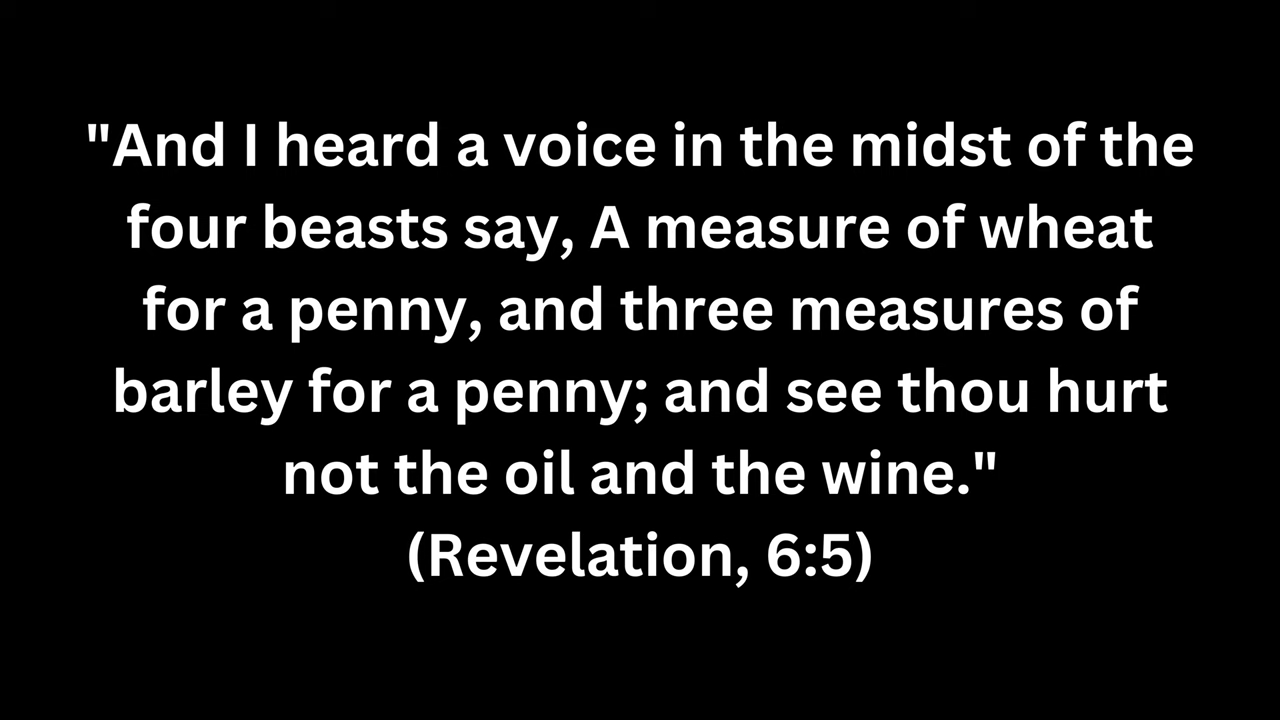 "And I heard a voice in the midst of the
four beasts say, A measure of wheat
for a penny, and three measures of
barley for a penny; and see thou hurt
not the oil and the wine."
(Revelation, 6:5)